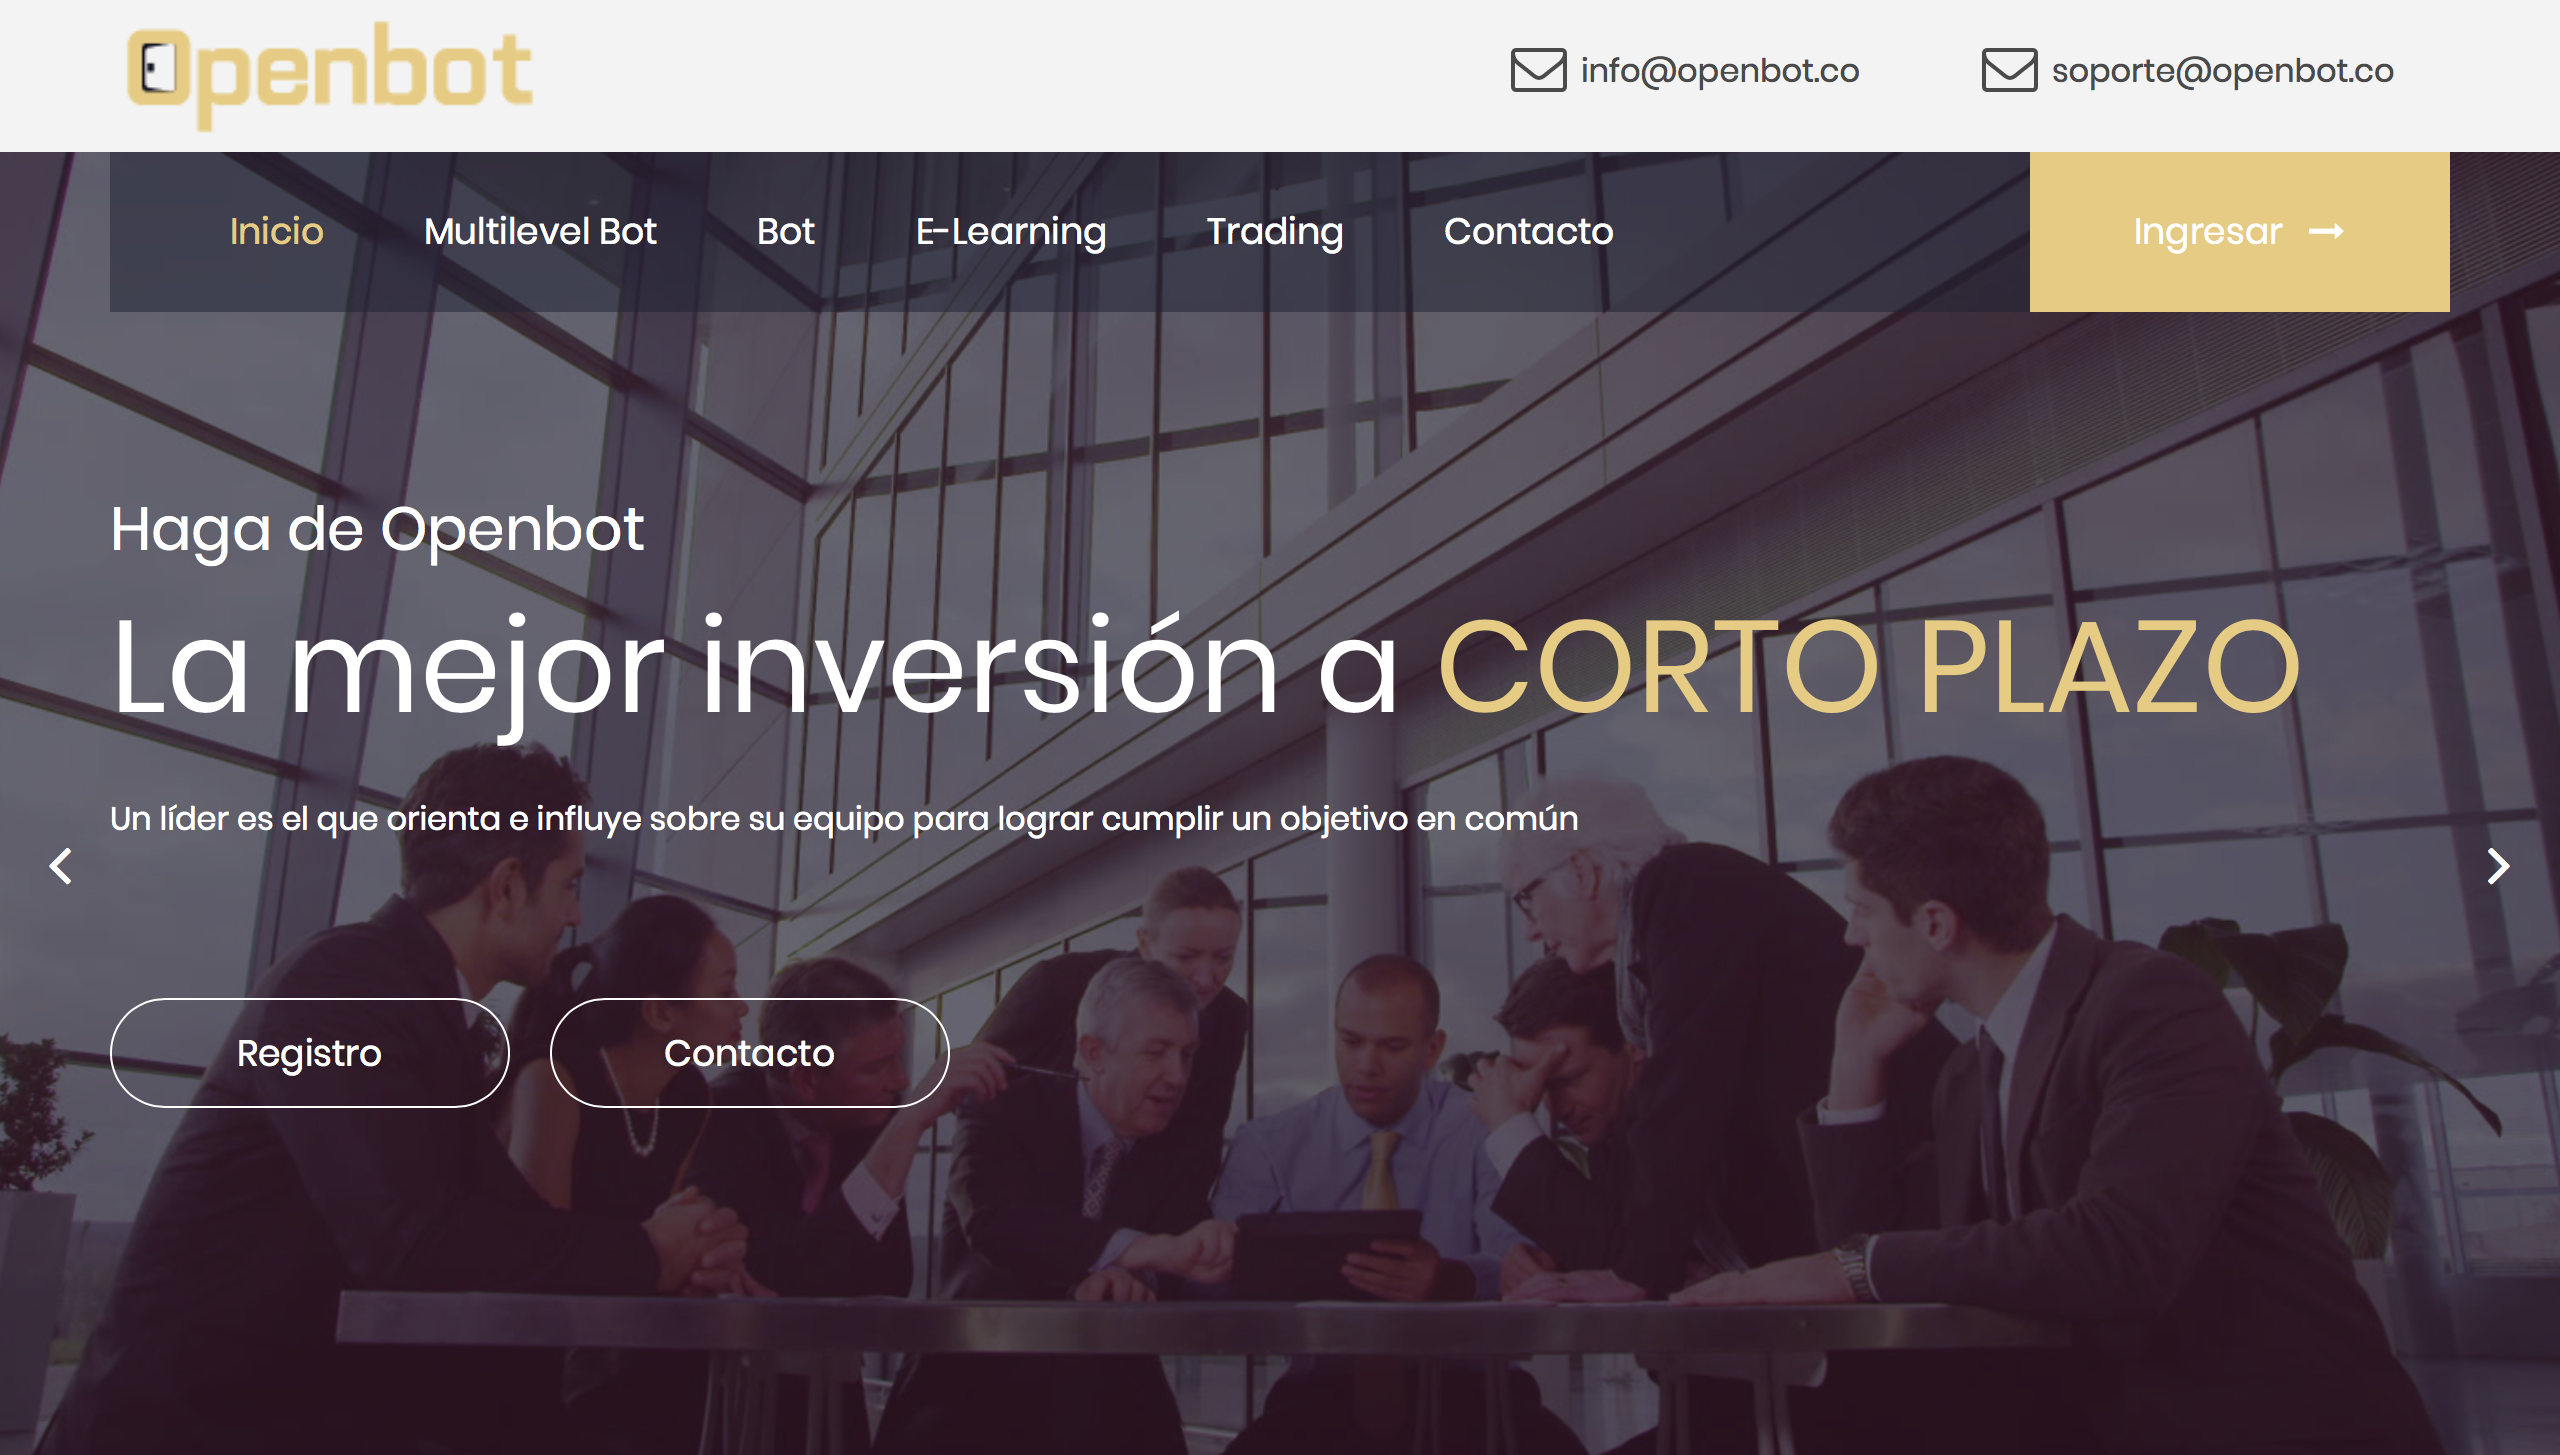 Openbot
info@openbot.co
soporte@openbot.co
Inicio
Multilevel Bot
Bot
E-Learning
Trading
Contacto
Ingresar
Haga de Openbot
La mejor inversión a CORTO PLAZO
Un líder es el que orienta e influye sobre su equipo para lograr cumplir un objetivo en común
Registro
Contacto